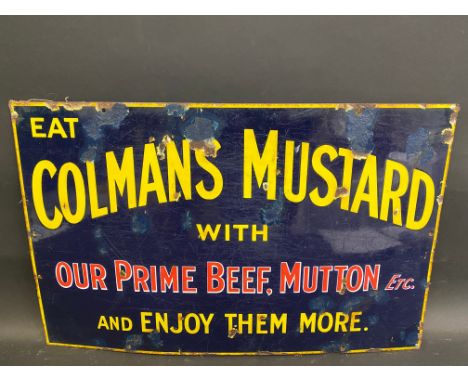 EAT
COLMANS MUSTARD
WITH
OUR PRIME BEEF, MUTTON ETC.
AND ENJOY THEM MORE.